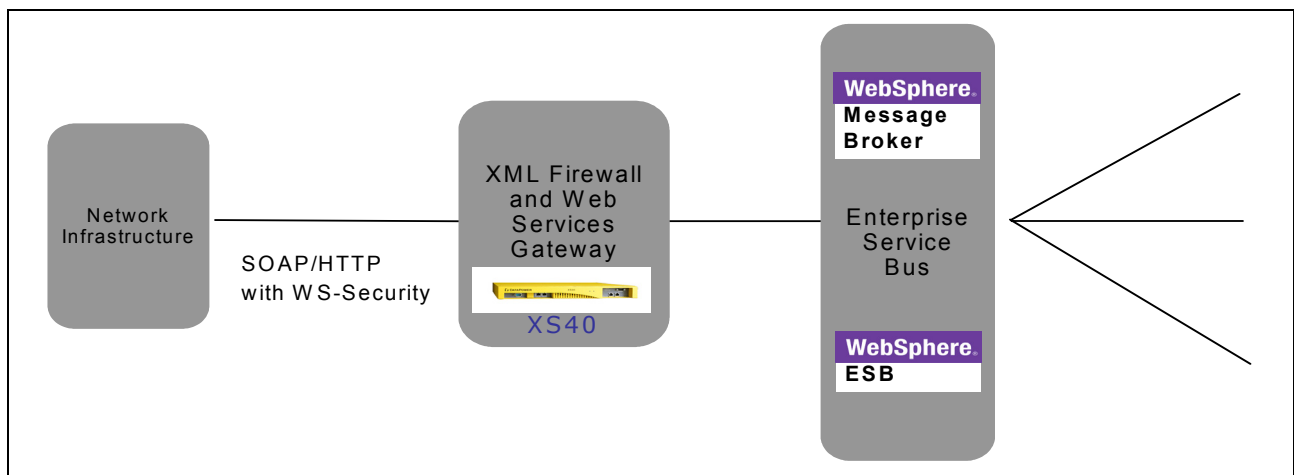 Network
Infrastructure
SOAP/HTTP
with WS-Security
XML Firewall
and Web
Services
Gateway
XS40
WebSphere®
Message
Broker
Enterprise
Service
Bus
WebSphere®
ESB